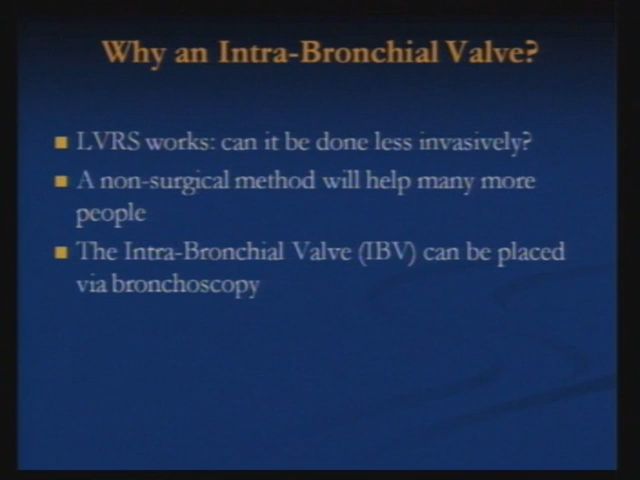 Why an Intra-Bronchial Valve?
LVRS works: can it be done less invasively?
A non-surgical method will help many more
people
The Intra-Bronchial Valve (IBV) can be placed
via bronchoscopy